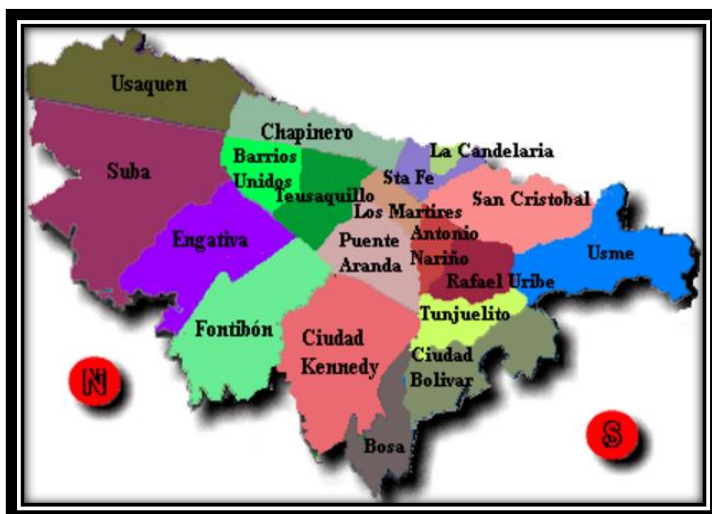 Usaquen
Chapinero
La Candelaria
Barrios
Unidos
Suba
Sta Fe
Teusaquillo
San Cristobal
Los Martires
Antonio
Nariño
Engativa
Puente
Aranda
Usme
Rafael Uribe
Tunjuelito
Fontibón
Ciudad
Kennedy
Ciudad
Bolivar
N
S
Bosa